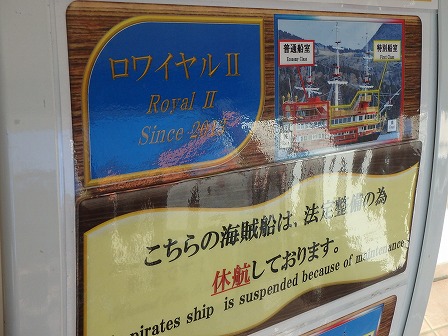 ロワイヤルⅡ
Royal Ⅱ
Since
普通船室
Economy Class
特別船室
First Class
こちらの海賊船は、法定整備の為
休航しております。
pirates ship is suspended because of maintenance